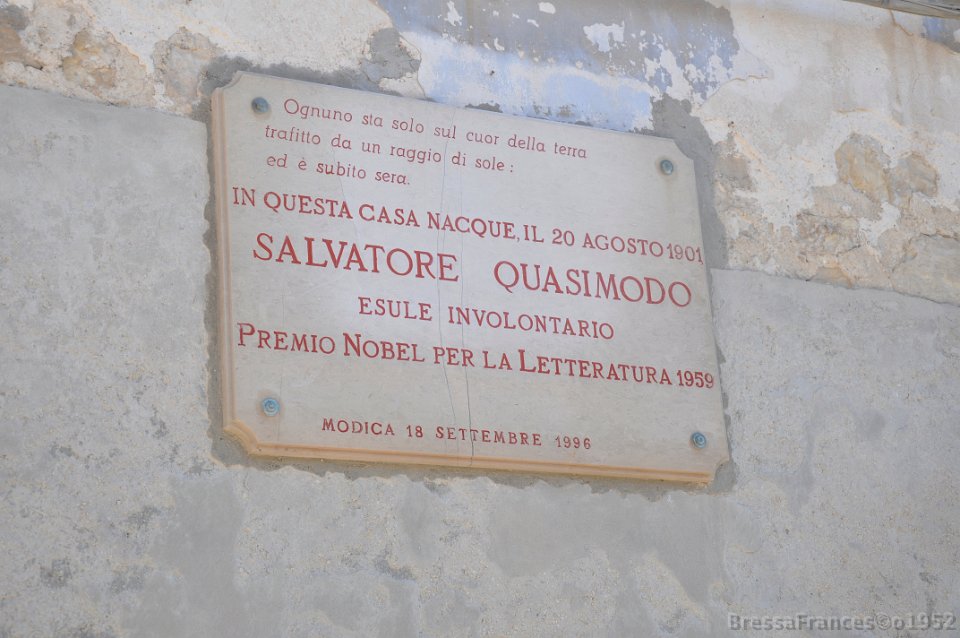 Ognuno sta solo sul cuor della terra
trafitto da un raggio di sole :
ed è subito sera.
IN QUESTA CASA NACQUE, IL 20 AGOSTO 1901
SALVATORE QUASIMODO
ESULE INVOLONTARIO
PREMIO NOBEL PER LA LETTERATURA 1959
MODICA 18 SETTEMBRE 1996
BressaFrances©o1952